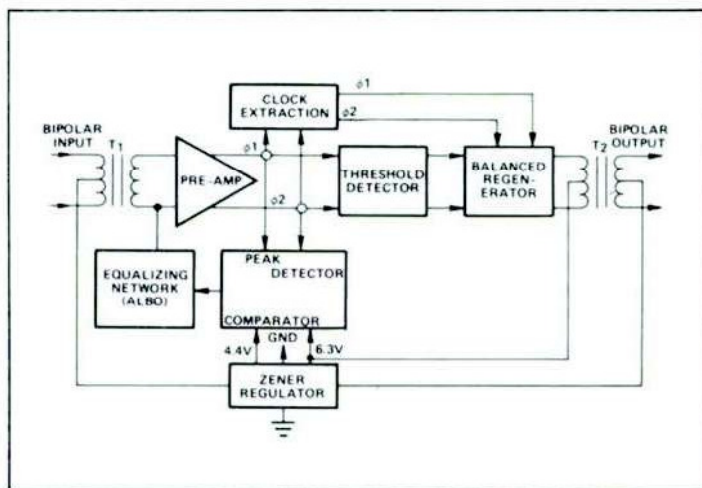 φ1
CLOCK
EXTRACTION
φ2
BIPOLAR
INPUT
T1
PRE-AMP
φ1
φ2
THRESHOLD
DETECTOR
BALANCED
REGEN-
ERATOR
T2
BIPOLAR
OUTPUT
EQUALIZING
NETWORK
(ALBO)
PEAK
DETECTOR
COMPARATOR
4.4V
GND
6.3V
ZENER
REGULATOR